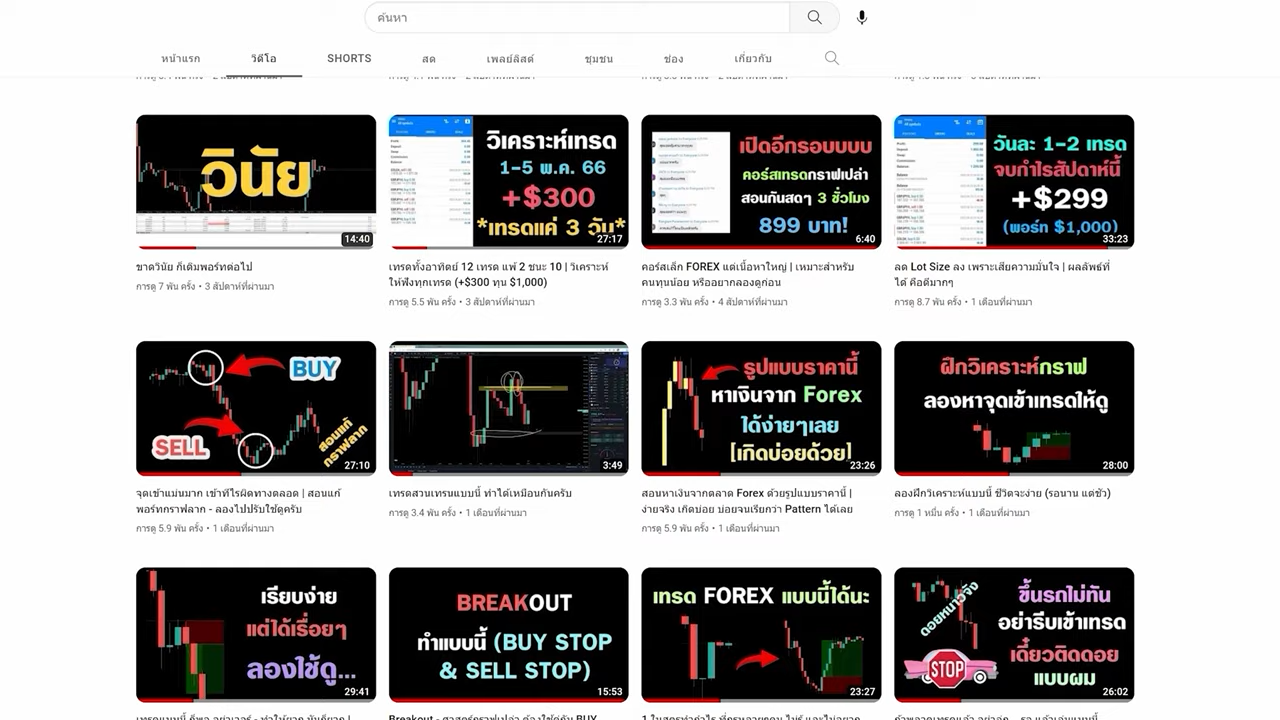 ค้นหา
หน้าแรก
วิดีโอ
SHORTS
สด
เพลย์ลิสต์
ชุมชน
ช่อง
เกี่ยวกับ
วินัย
14:40
วิเคราะห์เทรด
1-5 พ.ค. 66
+$300
*เทรดแค่ 3 วัน*
27:17
เปิดอีกรอบบบบ
คอร์สเทรดกราฟเปล่า
สอนกันสดๆ 3 ชั่วโมง
899 บาท!
6:40
วันละ 1-2 เทรด
จบกำไรสัปดาห์นี้
+$299
(พอร์ท $1,000)
33:23
ขาดวินัย ก็เติมพอร์ทต่อไป
การดู 7 พัน ครั้ง • 3 สัปดาห์ที่ผ่านมา
เทรดทั้งอาทิตย์ 12 เทรด แพ้ 2 ชนะ 10 | วิเคราะห์
ให้ฟังทุกเทรด (+$300 ทุน $1,000)
การดู 5.5 พัน ครั้ง • 3 สัปดาห์ที่ผ่านมา
คอร์สเล็ก FOREX แต่เนื้อหาใหญ่ | เหมาะสำหรับ
คนทุนน้อย หรืออยากลองดูก่อน
การดู 3.3 พัน ครั้ง • 4 สัปดาห์ที่ผ่านมา
ลด Lot Size ลง เพราะเสียความมั่นใจ | ผลลัพธ์ที่
ได้ คือดีมากๆ
การดู 8.7 พัน ครั้ง • 1 เดือนที่ผ่านมา
BUY
SELL
สอนแก้
กราฟลาก
27:10
3:49
รูปแบบราคานี้
หาเงินจาก Forex
ได้ง่ายๆเลย
[เกิดบ่อยด้วย]
23:26
ฝึกวิเคราะห์กราฟ
ลองหาจุดเข้าเทรดให้ดู
28:00
จุดเข้าแม่นมาก เข้าทีไรผิดทางตลอด | สอนแก้
พอร์ทกราฟลาก - ลองไปปรับใช้ดูครับ
การดู 5.9 พัน ครั้ง • 1 เดือนที่ผ่านมา
เทรดสวนเทรนแบบนี้ ทำได้เหมือนกันครับ
การดู 3.4 พัน ครั้ง • 1 เดือนที่ผ่านมา
สอนหาเงินจากตลาด Forex ด้วยรูปแบบราคานี้ |
ง่ายจริง เกิดบ่อย บ่อยจนเรียกว่า Pattern ได้เลย
การดู 5.9 พัน ครั้ง • 1 เดือนที่ผ่านมา
ลองฝึกวิเคราะห์แบบนี้ ชีวิตจะง่าย (รอนาน แต่ชัว)
การดู 1 หมื่น ครั้ง • 1 เดือนที่ผ่านมา
เรียบง่าย
แต่ได้เรื่อยๆ
ลองใช้ดู...
29:41
BREAKOUT
ทำแบบนี้ (BUY STOP
& SELL STOP)
15:53
เทรด FOREX แบบนี้ได้นะ
23:27
ดอยหนาวจัง
STOP
ขึ้นรถไม่ทัน
อย่ารีบเข้าเทรด
เดี๋ยวติดดอย
แบบผม
26:02